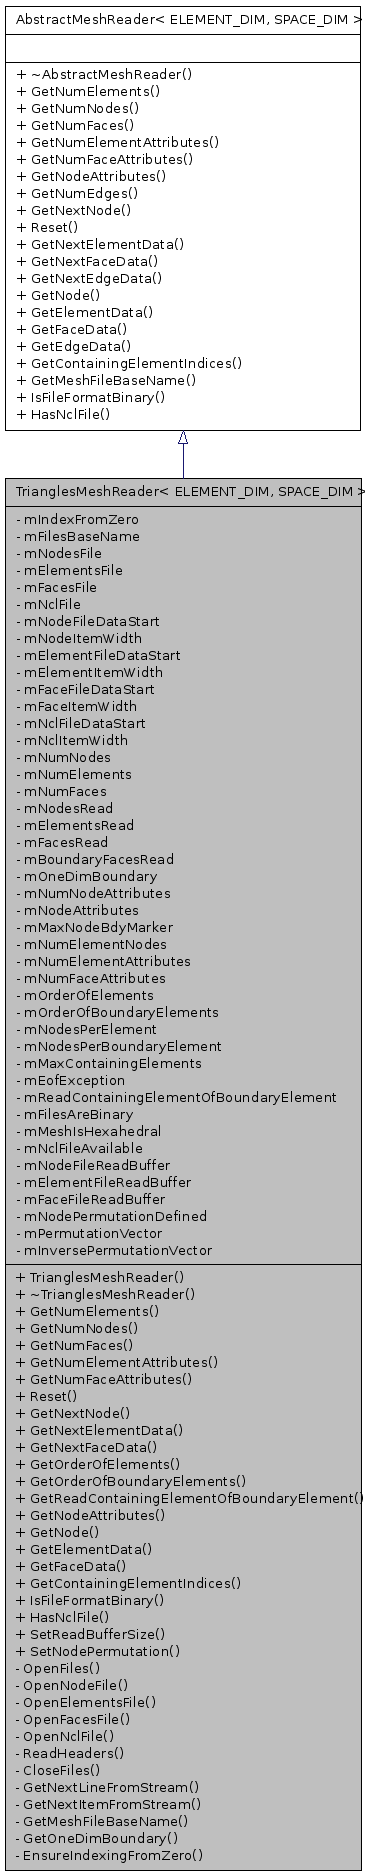 AbstractMeshReader< ELEMENT_DIM, SPACE_DIM >
+ ~AbstractMeshReader()
+ GetNumElements()
+ GetNumNodes()
+ GetNumFaces()
+ GetNumElementAttributes()
+ GetNumFaceAttributes()
+ GetNodeAttributes()
+ GetNumEdges()
+ GetNextNode()
+ Reset()
+ GetNextElementData()
+ GetNextFaceData()
+ GetNextEdgeData()
+ GetNode()
+ GetElementData()
+ GetFaceData()
+ GetEdgeData()
+ GetContainingElementIndices()
+ GetMeshFileBaseName()
+ IsFileFormatBinary()
+ HasNclFile()
TrianglesMeshReader< ELEMENT_DIM, SPACE_DIM >
- mIndexFromZero
- mFilesBaseName
- mNodesFile
- mElementsFile
- mFacesFile
- mNclFile
- mNodeFileDataStart
- mNodeItemWidth
- mElementFileDataStart
- mElementItemWidth
- mFaceFileDataStart
- mFaceItemWidth
- mNclFileDataStart
- mNclItemWidth
- mNumNodes
- mNumElements
- mNumFaces
- mNodesRead
- mElementsRead
- mFacesRead
- mBoundaryFacesRead
- mOneDimBoundary
- mNumNodeAttributes
- mNodeAttributes
- mMaxNodeBdyMarker
- mNumElementNodes
- mNumElementAttributes
- mNumFaceAttributes
- mOrderOfElements
- mOrderOfBoundaryElements
- mNodesPerElement
- mNodesPerBoundaryElement
- mMaxContainingElements
- mEofException
- mReadContainingElementOfBoundaryElement
- mFilesAreBinary
- mMeshIsHexahedral
- mNclFileAvailable
- mNodeFileReadBuffer
- mElementFileReadBuffer
- mFaceFileReadBuffer
- mNodePermutationDefined
- mPermutationVector
- mInversePermutationVector
+ TrianglesMeshReader()
+ ~TrianglesMeshReader()
+ GetNumElements()
+ GetNumNodes()
+ GetNumFaces()
+ GetNumElementAttributes()
+ GetNumFaceAttributes()
+ Reset()
+ GetNextNode()
+ GetNextElementData()
+ GetNextFaceData()
+ GetOrderOfElements()
+ GetOrderOfBoundaryElements()
+ GetReadContainingElementOfBoundaryElement()
+ GetNodeAttributes()
+ GetNode()
+ GetElementData()
+ GetFaceData()
+ GetContainingElementIndices()
+ IsFileFormatBinary()
+ HasNclFile()
+ SetReadBufferSize()
+ SetNodePermutation()
- OpenFiles()
- OpenNodeFile()
- OpenElementsFile()
- OpenFacesFile()
- OpenNclFile()
- ReadHeaders()
- CloseFiles()
- GetNextLineFromStream()
- GetNextItemFromStream()
- GetMeshFileBaseName()
- GetOneDimBoundary()
- EnsureIndexingFromZero()